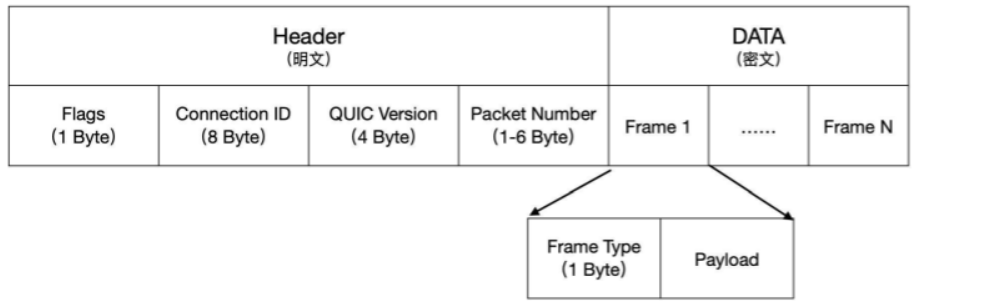 Header
(明文)
DATA
(密文)
Flags
(1 Byte)
Connection ID
(8 Byte)
QUIC Version
(4 Byte)
Packet Number
(1-6 Byte)
Frame 1
......
Frame N
Frame Type
(1 Byte)
Payload